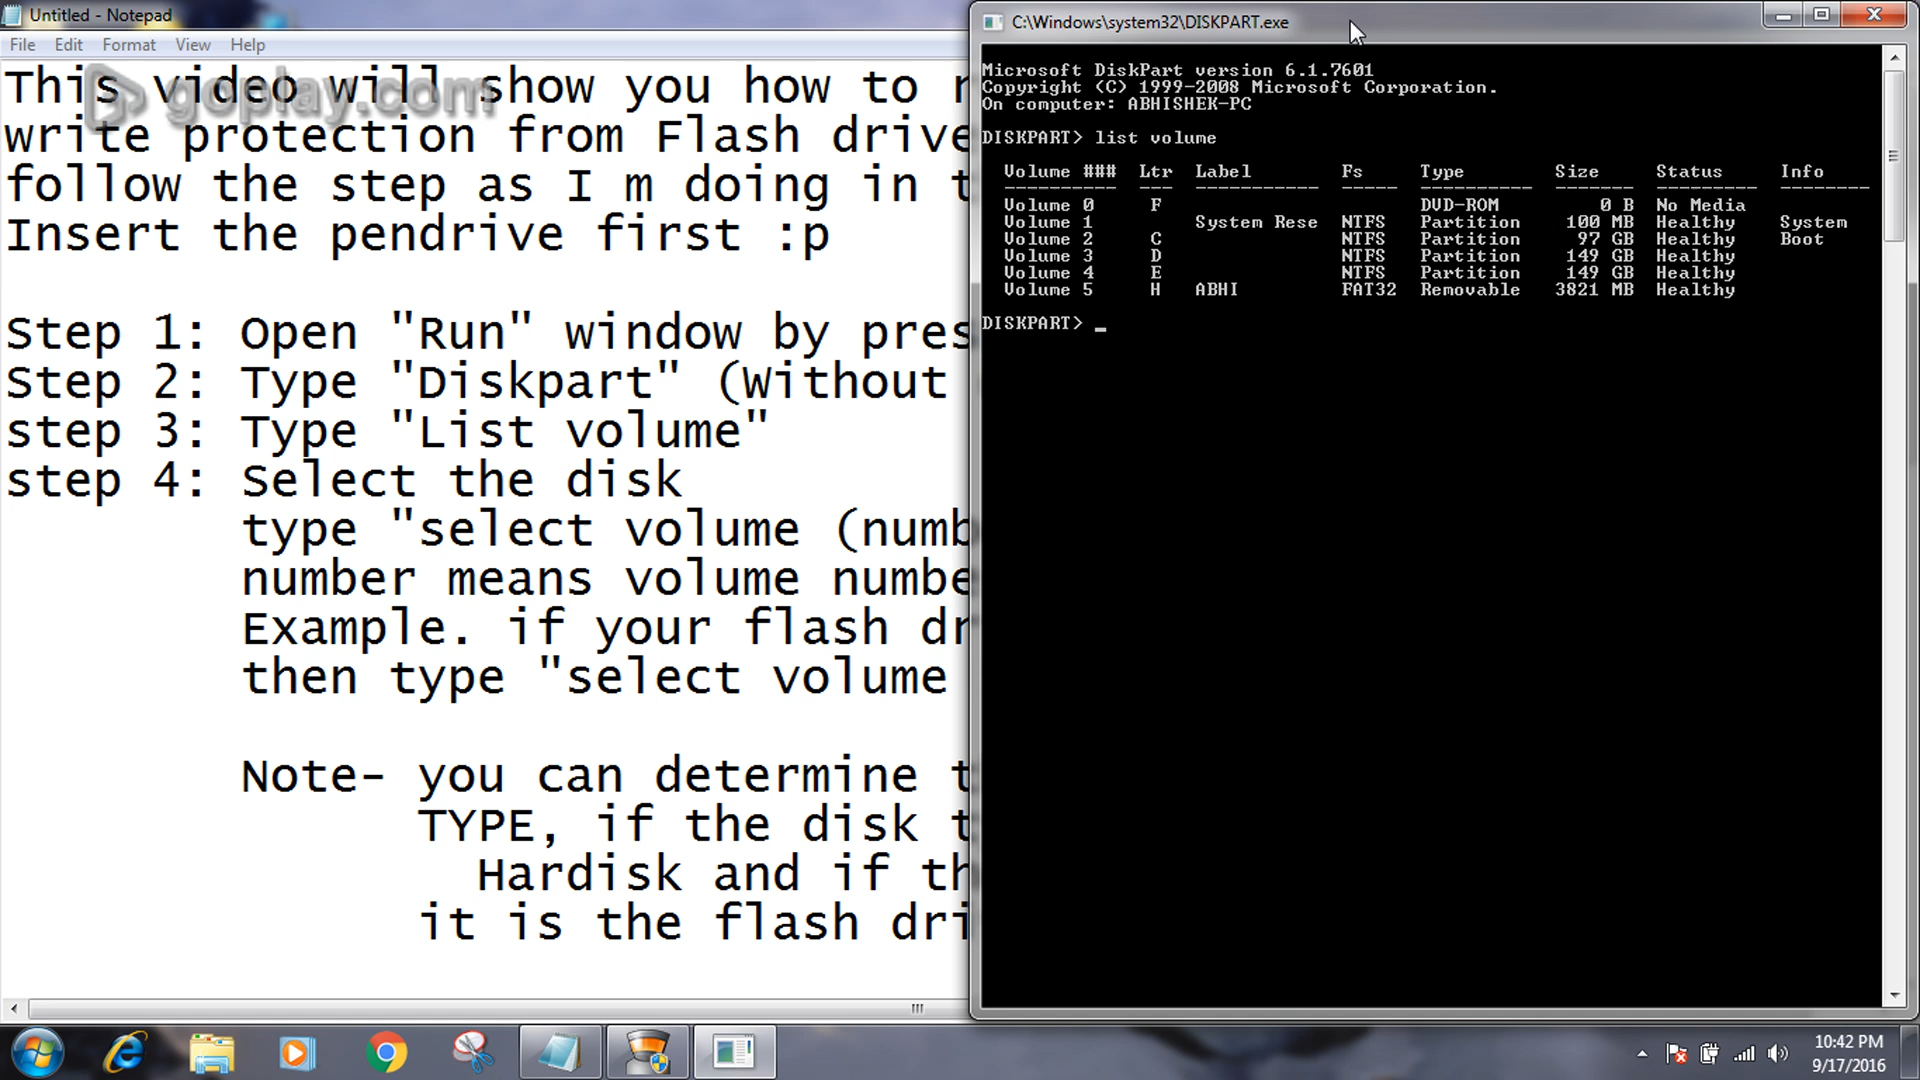 Untitled - Notepad
File Edit Format View Help
goplay.com
This video will show you how to
write protection from Flash drive
follow the step as I m doing in
Insert the pendrive first :p
Step 1: Open "Run" window by
Step 2: Type "Diskpart" (Without
step 3: Type "List volume"
step 4: Select the disk
type "select volume
number means volume
Example. if your flash
then type "select volume
Note- you can determine
TYPE, if the disk
Hardisk and if
it is the flash
C:\Windows\system32\DISKPART.exe
Microsoft DiskPart version 6.1.7601
Copyright (C) 1999-2008 Microsoft Corporation.
On computer: ABHISHEK-PC
DISKPART> list volume
Volume ### Ltr Label Fs Type Size Status Info
---------- --- ----------- ----- ---------- ------- --------- --------
Volume 0 F DVD-ROM 0 B No Media
Volume 1 System Rese NTFS Partition 100 MB Healthy System
Volume 2 C NTFS Partition 97 GB Healthy Boot
Volume 3 D NTFS Partition 149 GB Healthy
Volume 4 E NTFS Partition 149 GB Healthy
Volume 5 H ABHI FAT32 Removable 3821 MB Healthy
DISKPART> _
10:42 PM
9/17/2016